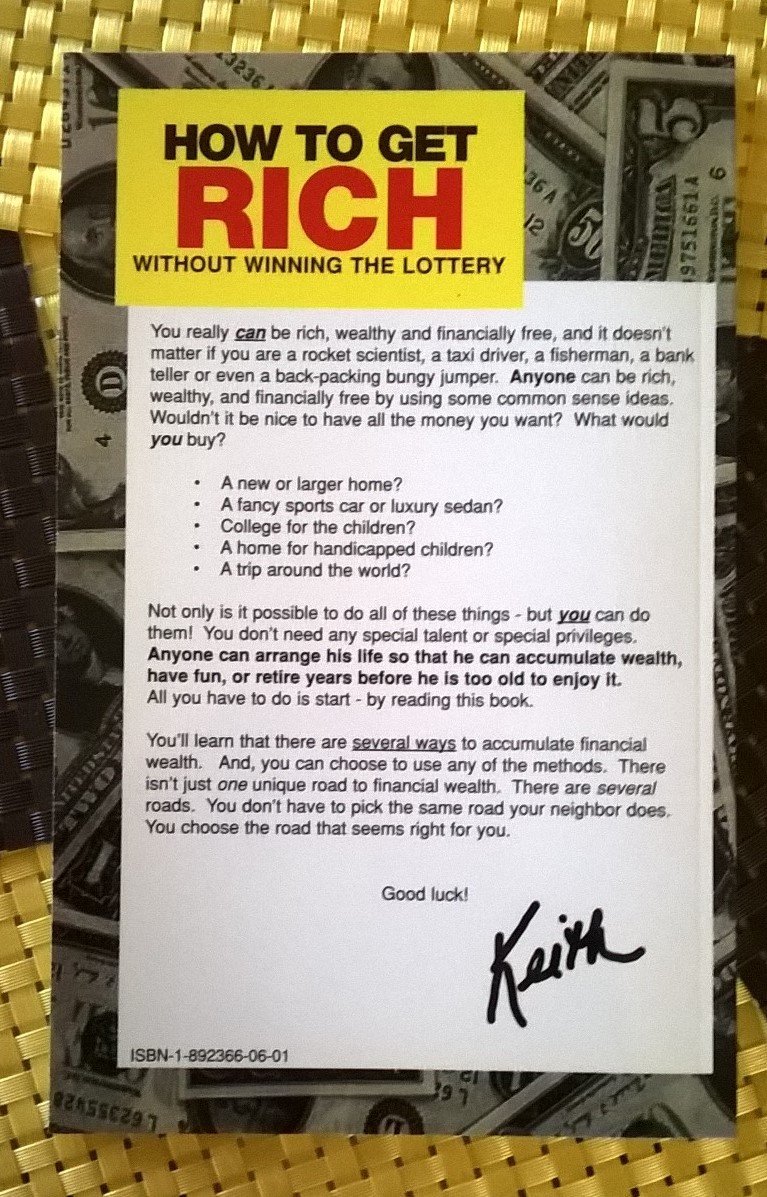 HOW TO GET
RICH
WITHOUT WINNING THE LOTTERY
You really can be rich, wealthy and financially free, and it doesn't
matter if you are a rocket scientist, a taxi driver, a fisherman, a bank
teller or even a back-packing bungy jumper. Anyone can be rich,
wealthy, and financially free by using some common sense ideas.
Wouldn't it be nice to have all the money you want? What would
you buy?
• A new or larger home?
• A fancy sports car or luxury sedan?
• College for the children?
• A home for handicapped children?
• A trip around the world?
Not only is it possible to do all of these things - but you can do
them! You don't need any special talent or special privileges.
Anyone can arrange his life so that he can accumulate wealth,
have fun, or retire years before he is too old to enjoy it.
All you have to do is start - by reading this book.
You'll learn that there are several ways to accumulate financial
wealth. And, you can choose to use any of the methods. There
isn't just one unique road to financial wealth. There are several
roads. You don't have to pick the same road your neighbor does.
You choose the road that seems right for you.
Good luck!
Keith
ISBN-1-892366-06-01